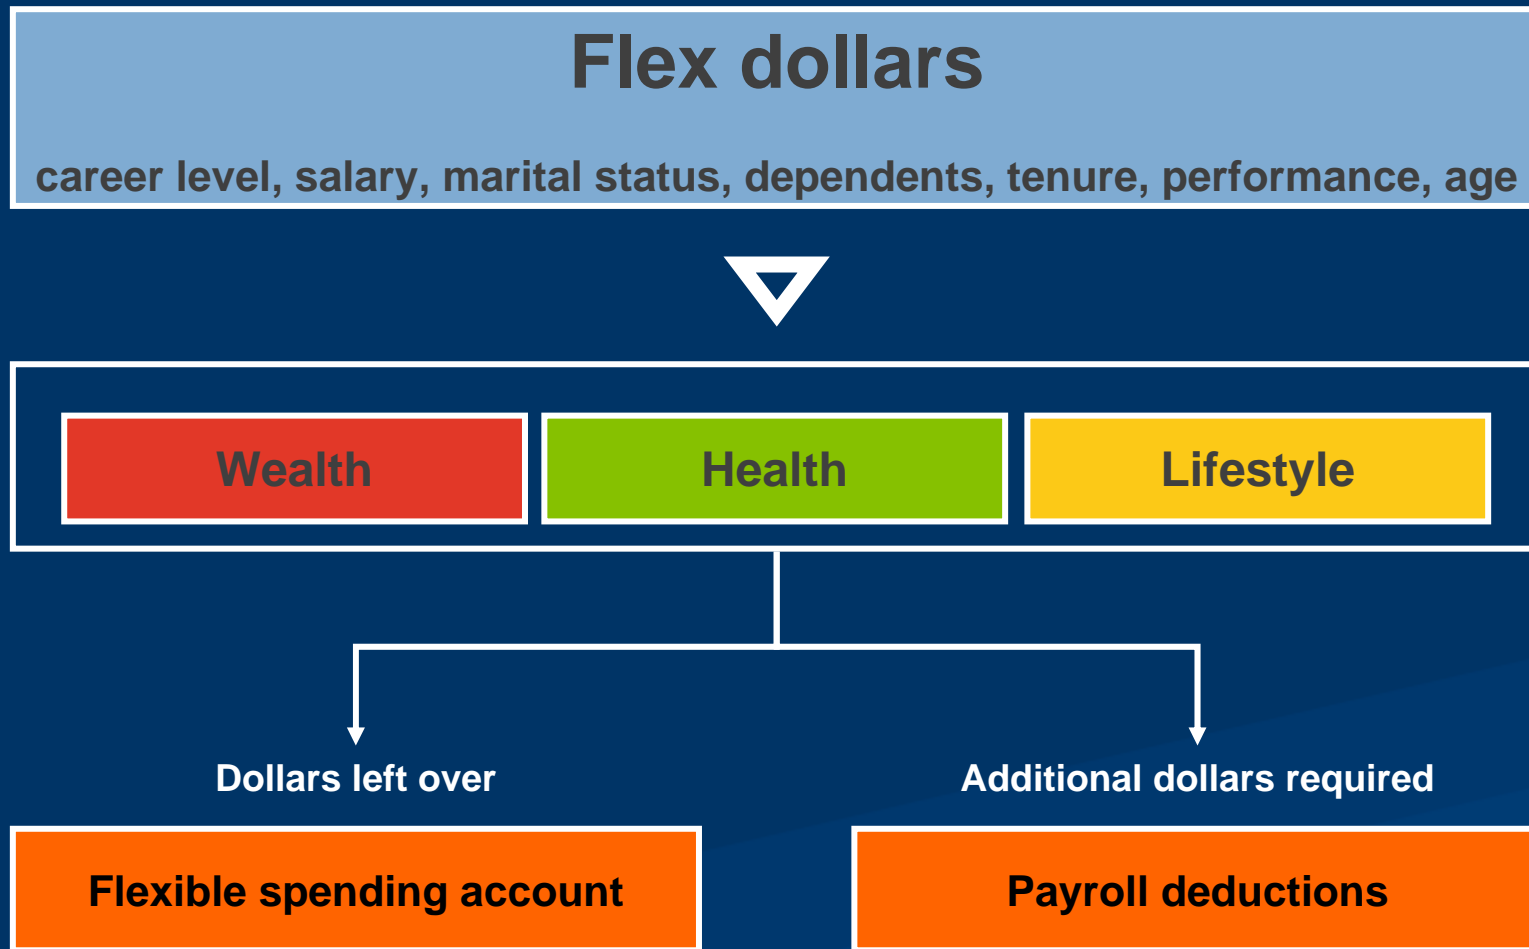 Flex dollars
career level, salary, marital status, dependents, tenure, performance, age
Wealth
Health
Lifestyle
Dollars left over
Additional dollars required
Flexible spending account
Payroll deductions